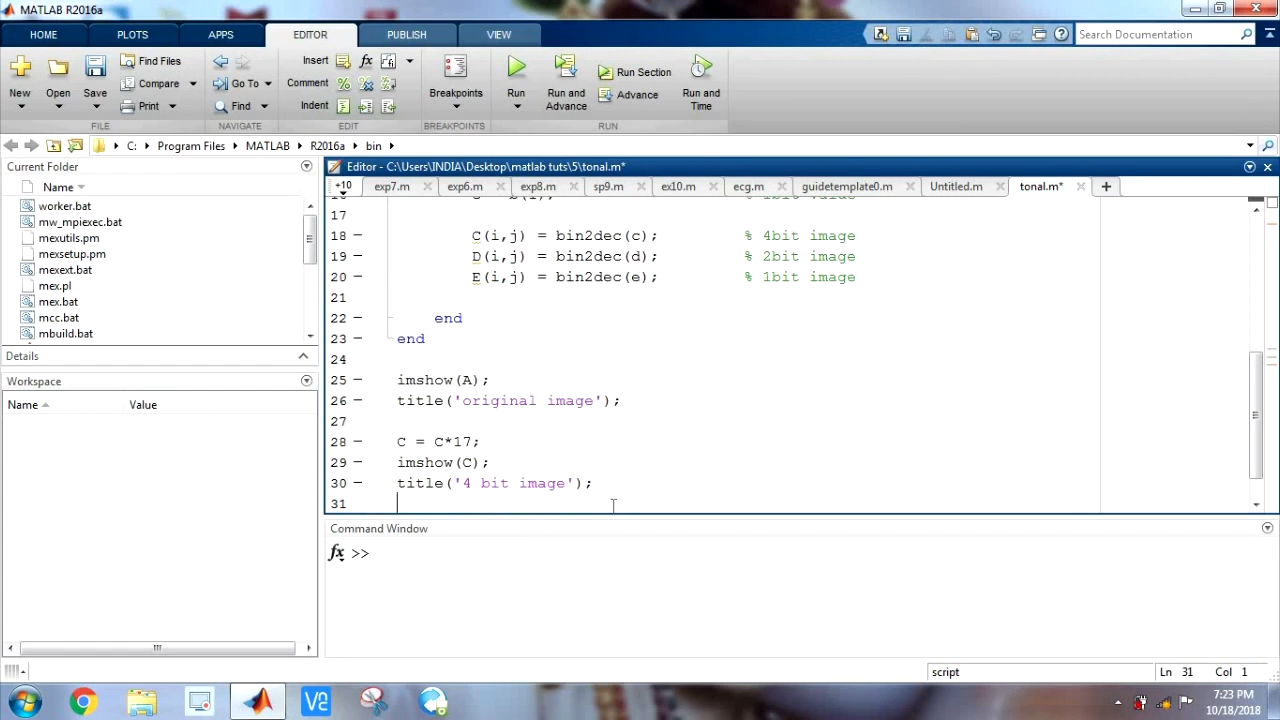 MATLAB R2016a
HOME PLOTS APPS EDITOR PUBLISH VIEW Search Documentation
New Open Save Find Files Compare Print Insert Comment Indent fx Go To Find Breakpoints Run Run and Advance Run Section Advance Run and Time
FILE NAVIGATE EDIT BREAKPOINTS RUN
C: Program Files MATLAB R2016a bin
Current Folder
Name
worker.bat
mw_mpiexec.bat
mexutils.pm
mexsetup.pm
mexext.bat
mex.pl
mex.bat
mcc.bat
mbuild.bat
Details
Workspace
Name Value
Editor - C:\Users\INDIA\Desktop\matlab tuts\5\tonal.m*
+10 exp7.m exp6.m exp8.m sp9.m ex10.m ecg.m guidetemplate0.m Untitled.m tonal.m*
17
18 C(i,j) = bin2dec(c); % 4bit image
19 D(i,j) = bin2dec(d); % 2bit image
20 E(i,j) = bin2dec(e); % 1bit image
21
22 end
23 end
24
25 imshow(A);
26 title('original image');
27
28 C = C*17;
29 imshow(C);
30 title('4 bit image');
31
Command Window
fx >>
script Ln 31 Col 1
7:23 PM
10/18/2018